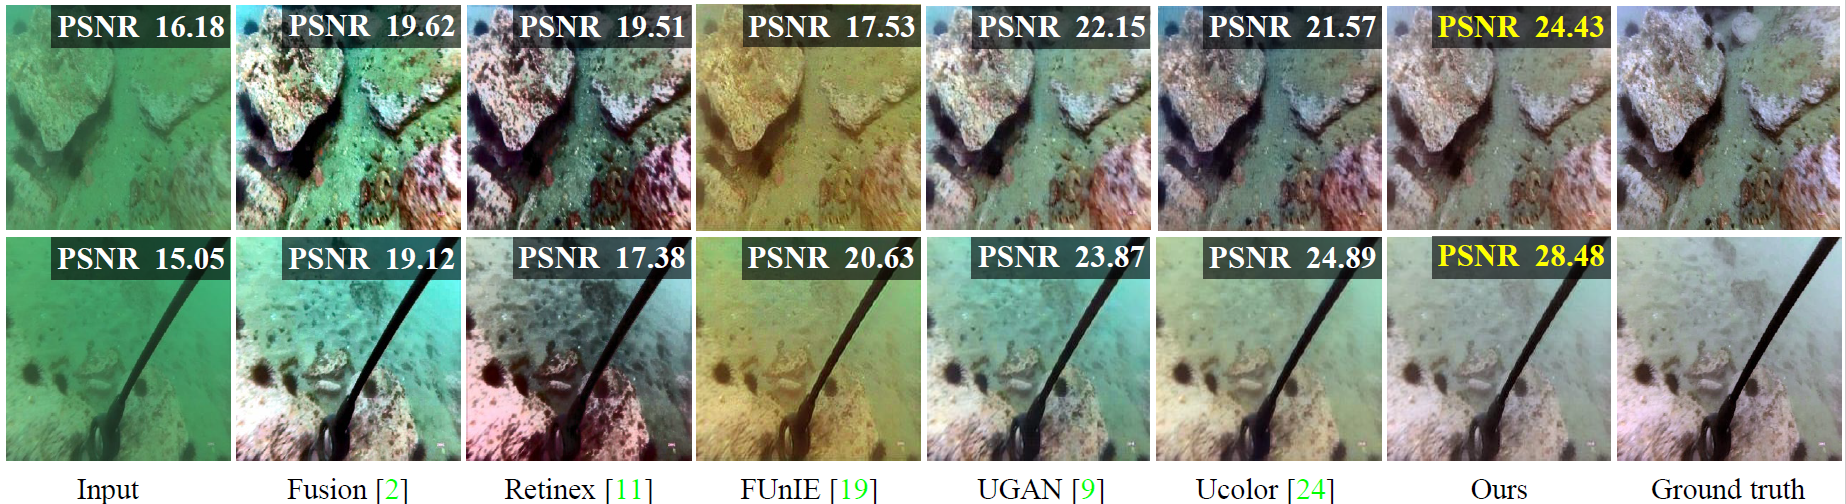 PSNR 16.18 PSNR 19.62 PSNR 19.51 PSNR 17.53 PSNR 22.15 PSNR 21.57 PSNR 24.43
PSNR 15.05 PSNR 19.12 PSNR 17.38 PSNR 20.63 PSNR 23.87 PSNR 24.89 PSNR 28.48
Input Fusion [2] Retinex [11] FUnIE [19] UGAN [9] Ucolor [24] Ours Ground truth